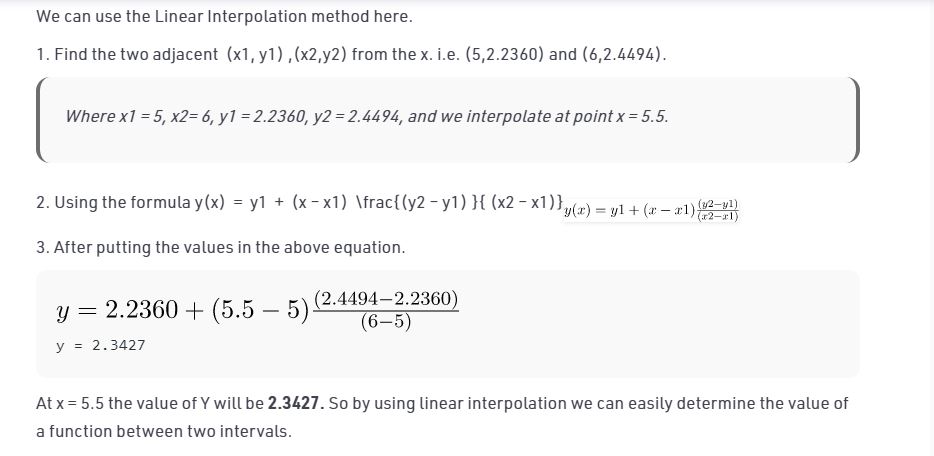 We can use the Linear Interpolation method here.
1. Find the two adjacent (x1, y1) ,(x2,y2) from the x. i.e. (5,2.2360) and (6,2.4494).
Where x1 = 5, x2= 6, y1 = 2.2360, y2 = 2.4494, and we interpolate at point x = 5.5.
2. Using the formula y(x) = y1 + (x – x1) \frac{(y2 – y1) }{ (x2 – x1)} y(x) = y1 + (x − x1) (y2−y1)/(x2−x1)
3. After putting the values in the above equation.
y = 2.2360 + (5.5 − 5) (2.4494−2.2360)/(6−5)
y = 2.3427
At x = 5.5 the value of Y will be 2.3427. So by using linear interpolation we can easily determine the value of
a function between two intervals.